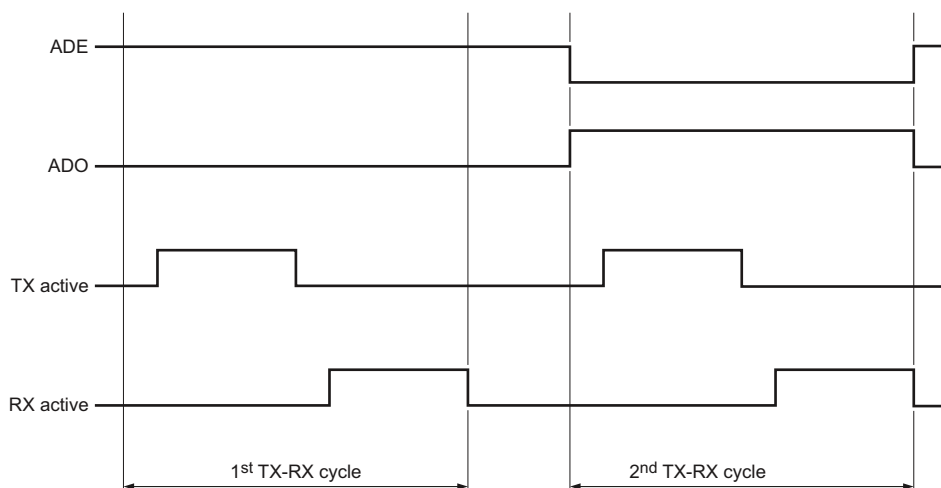 ADE
ADO
TX active
RX active
1st TX-RX cycle
2nd TX-RX cycle